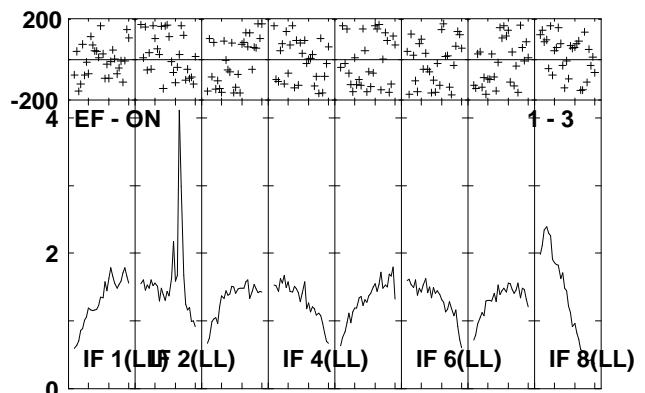 200
-200
4
EF - ON 1 - 3
2
IF 1(LL) IF 2(LL) IF 4(LL) IF 6(LL) IF 8(LL)
0